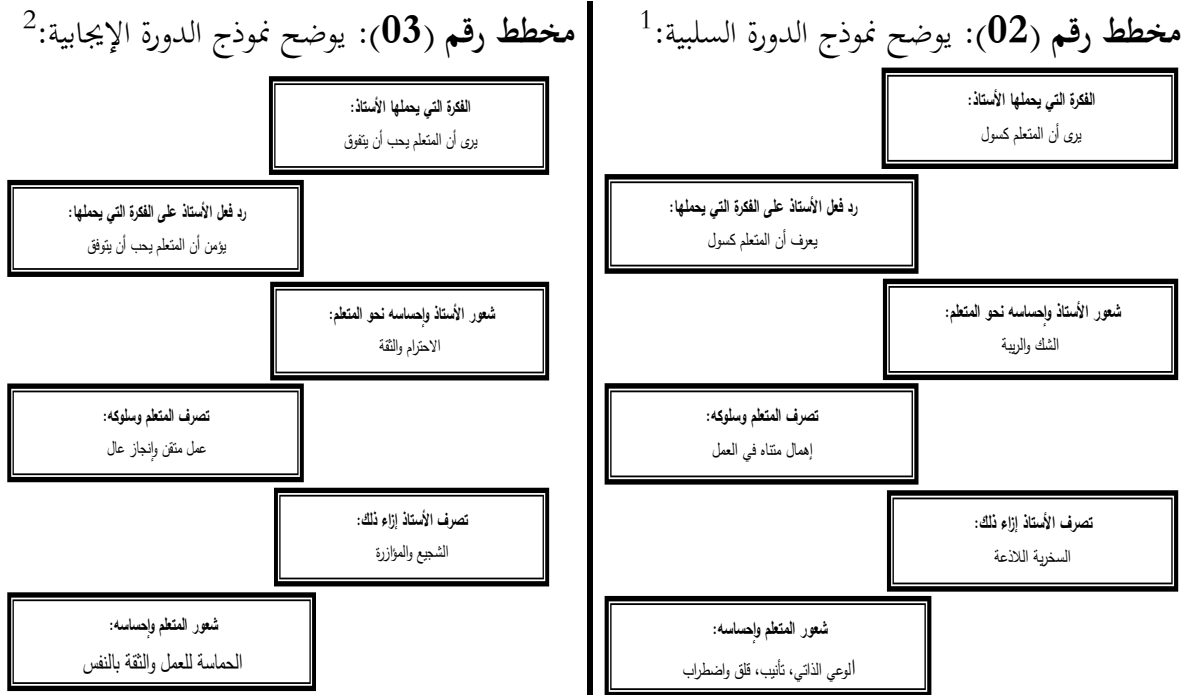 مخطط رقم (02): يوضح نموذج الدورة السلبية:1
الفكرة التي يحملها الأستاذ:
يرى أن المتعلم كسول
رد فعل الأستاذ على الفكرة التي يحملها:
يعرف أن المتعلم كسول
شعور الأستاذ وإحساسه نحو المتعلم:
الشك والريبة
تصرف المتعلم وسلوكه:
إهمال متناه في العمل
تصرف الأستاذ إزاء ذلك:
السخرية اللاذعة
شعور المتعلم وإحساسه:
الوعي الذاتي، تأنيب، قلق واضطراب
مخطط رقم (03): يوضح نموذج الدورة الإيجابية:2
الفكرة التي يحملها الأستاذ:
يرى أن المتعلم يحب أن يتفوق
رد فعل الأستاذ على الفكرة التي يحملها:
يؤمن أن المتعلم يحب أن يتوفق
شعور الأستاذ وإحساسه نحو المتعلم:
الاحترام والثقة
تصرف المتعلم وسلوكه:
عمل متقن وإنجاز عال
تصرف الأستاذ إزاء ذلك:
الشجيع والمؤازرة
شعور المتعلم وإحساسه:
الحماسة للعمل والثقة بالنفس